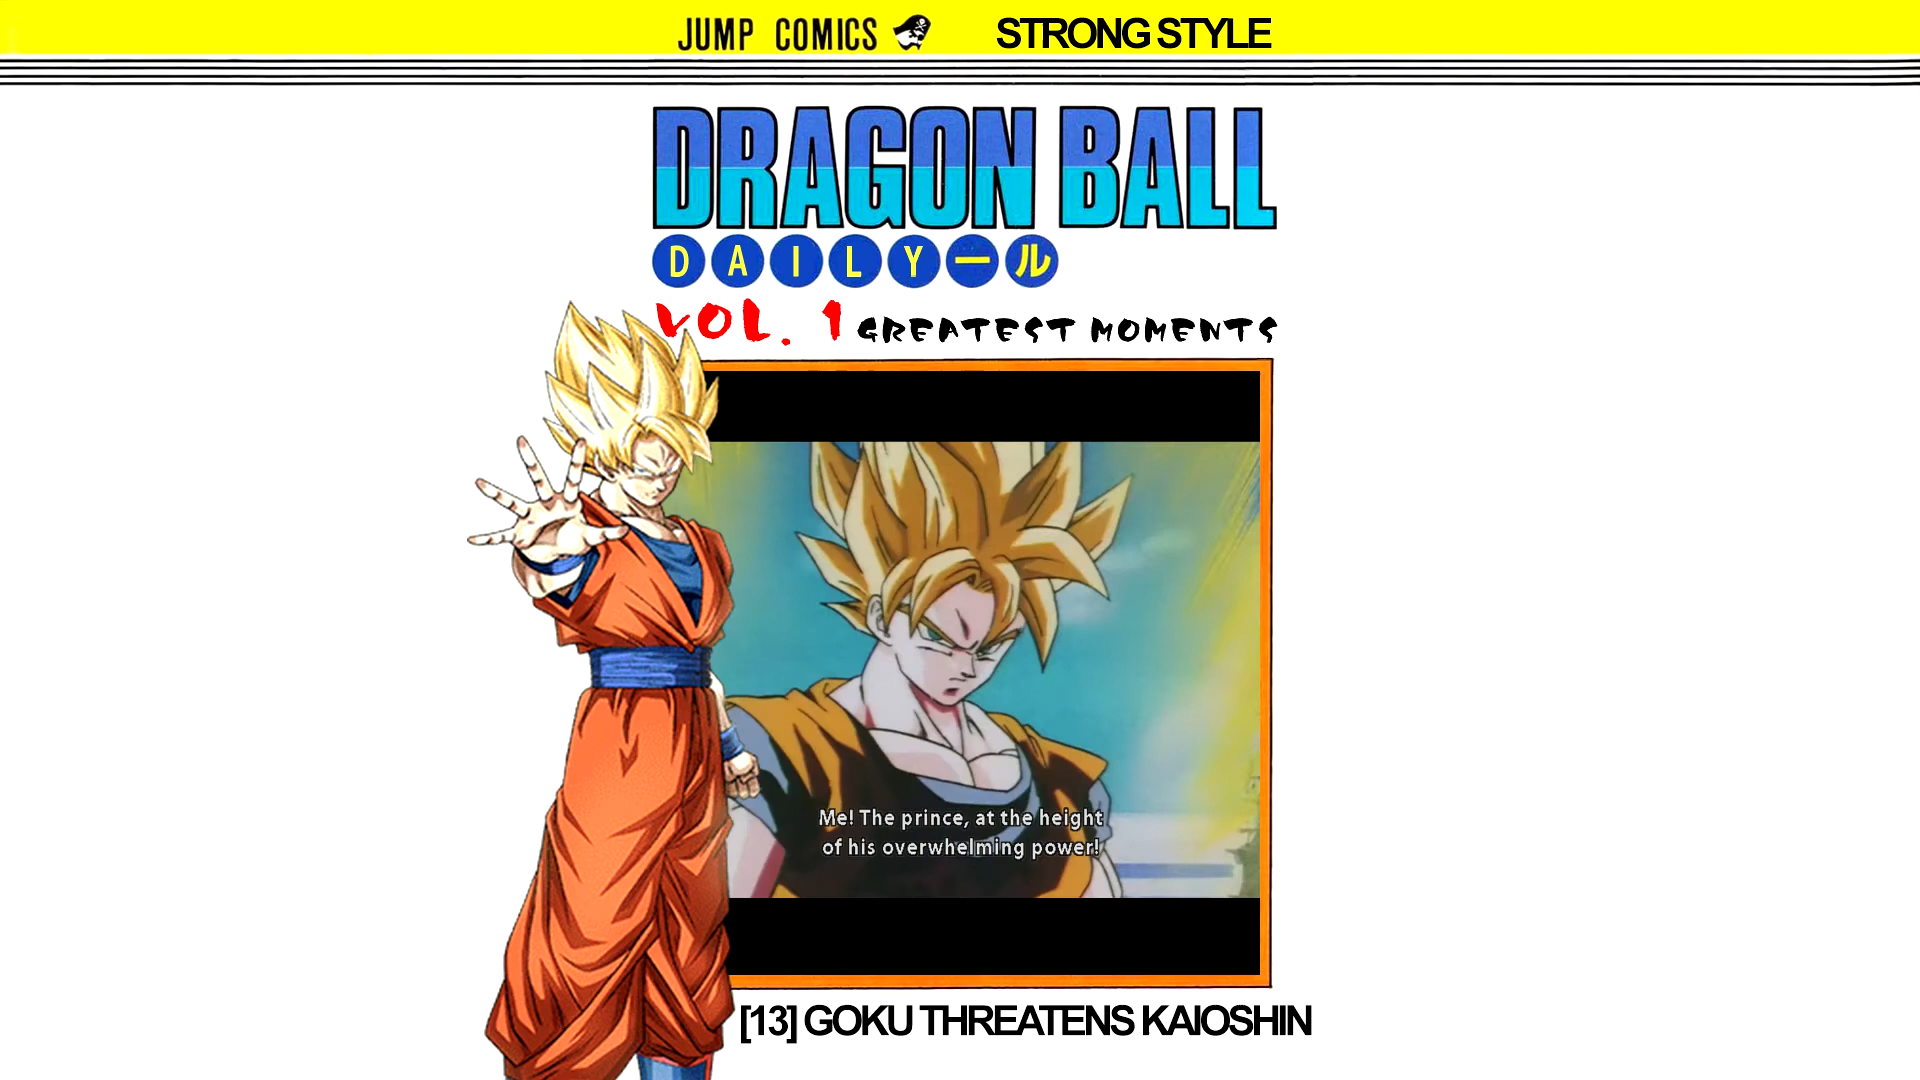 JUMP COMICS STRONG STYLE
DRAGON BALL
DAILYール
VOL. 1 GREATEST MOMENTS
Me! The prince, at the height
of his overwhelming power!
[13] GOKU THREATENS KAIOSHIN